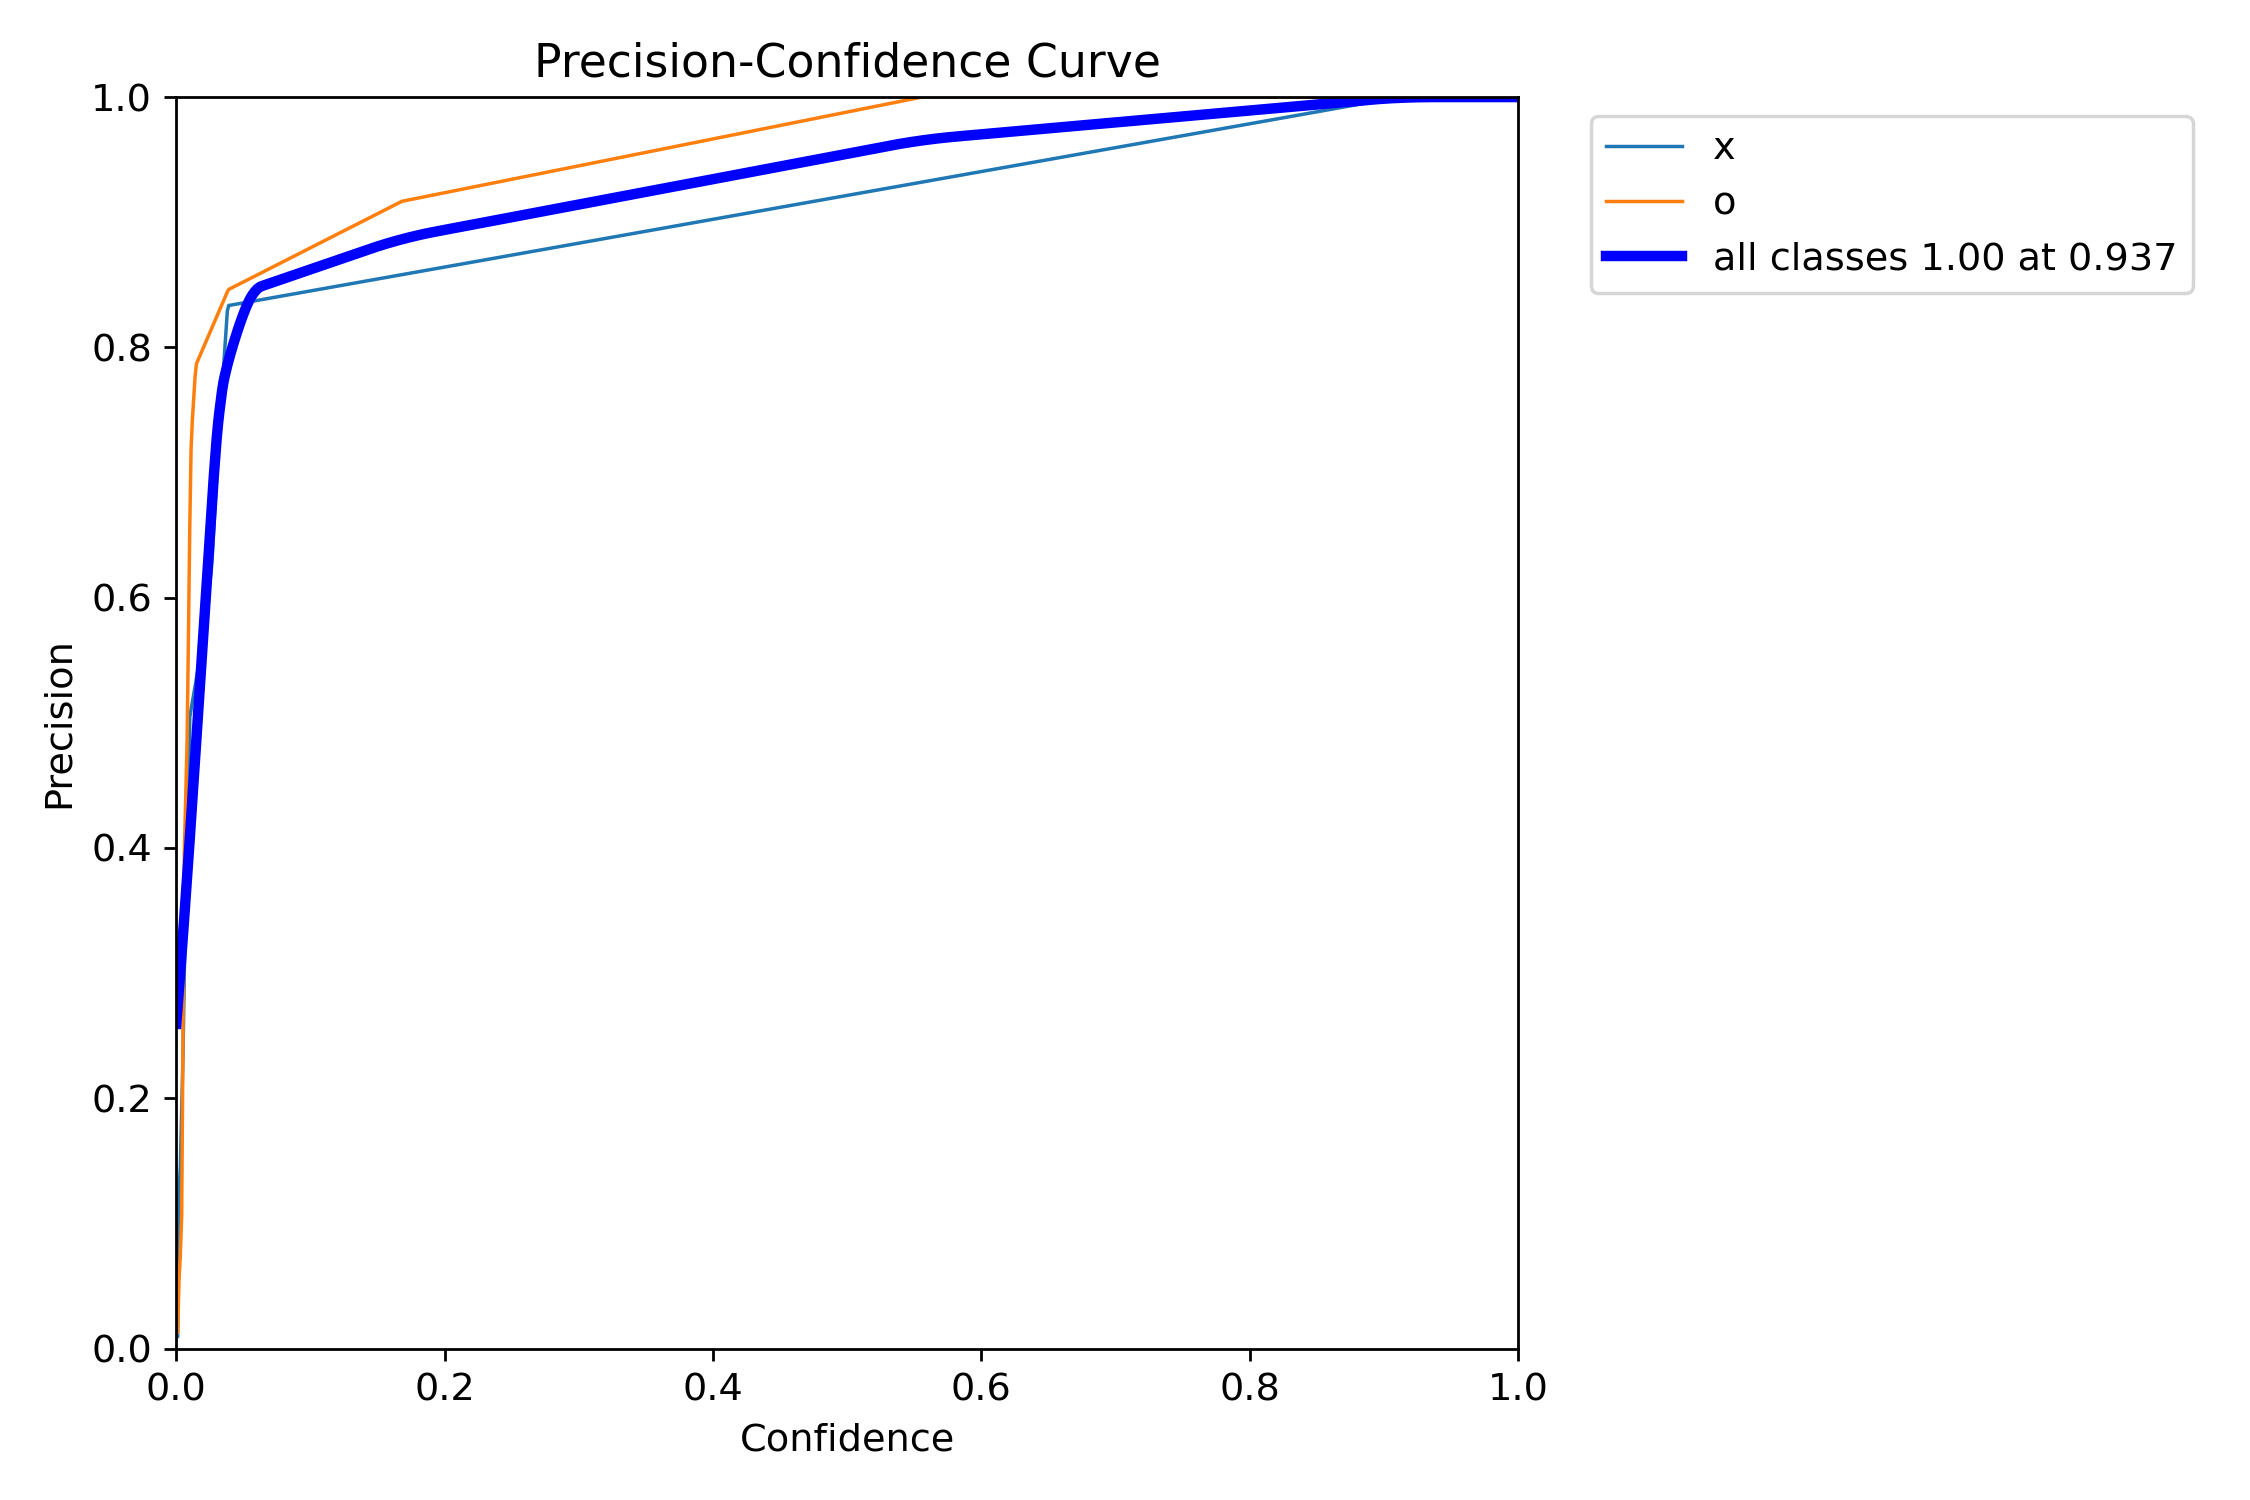 Precision-Confidence Curve
1.0
0.8
0.6
0.4
0.2
0.0
Precision
0.0 0.2 0.4 0.6 0.8 1.0
Confidence
x
o
all classes 1.00 at 0.937